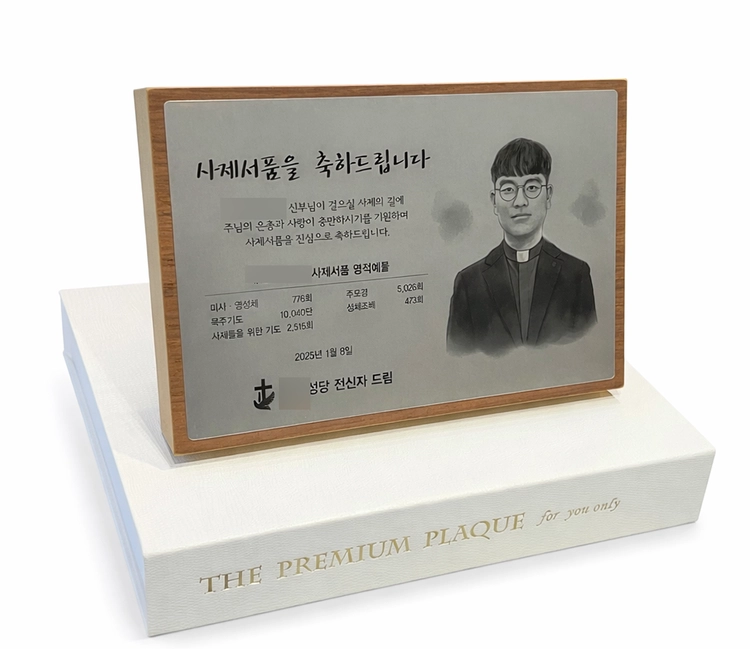 사제서품을 축하드립니다
신부님이 걸으실 사제의 길에
주님의 은총과 사랑이 충만하시기를 기원하며
사제서품을 진심으로 축하드립니다.
사제서품 영적예물
미사·영성체 776회 주모경 5,026회
묵주기도 10,040단 성체조배 473회
사제들을 위한 기도 2,515회
2025년 1월 8일
성당 전신자 드림
THE PREMIUM PLAQUE for you only